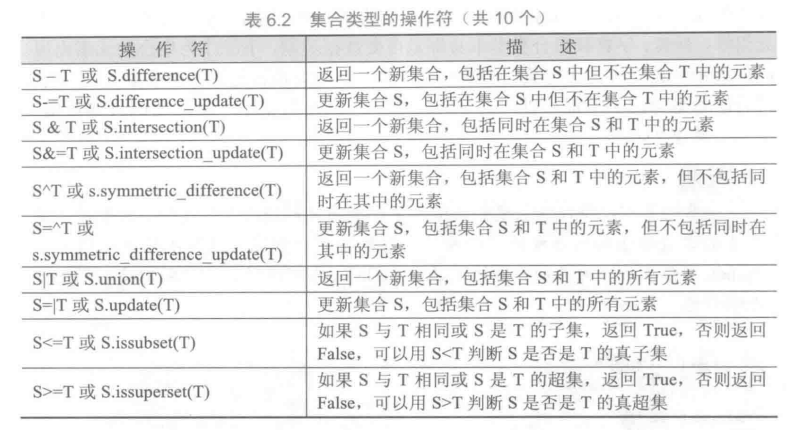 表 6.2 集合类型的操作符（共 10 个）
操 作 符 描 述
S – T 或 S.difference(T) 返回一个新集合，包括在集合 S 中但不在集合 T 中的元素
S-=T 或 S.difference_update(T) 更新集合 S，包括在集合 S 中但不在集合 T 中的元素
S & T 或 S.intersection(T) 返回一个新集合，包括同时在集合 S 和 T 中的元素
S&=T 或 S.intersection_update(T) 更新集合 S，包括同时在集合 S 和 T 中的元素
S^T 或 s.symmetric_difference(T) 返回一个新集合，包括集合 S 和 T 中的元素，但不包括同
时在其中的元素
S=^T 或
s.symmetric_difference_update(T) 更新集合 S，包括集合 S 和 T 中的元素，但不包括同时在
其中的元素
S|T 或 S.union(T) 返回一个新集合，包括集合 S 和 T 中的所有元素
S=|T 或 S.update(T) 更新集合 S，包括集合 S 和 T 中的所有元素
S<=T 或 S.issubset(T) 如果 S 与 T 相同或 S 是 T 的子集，返回 True，否则返回
False，可以用 S<T 判断 S 是否是 T 的真子集
S>=T 或 S.issuperset(T) 如果 S 与 T 相同或 S 是 T 的超集，返回 True，否则返回
False，可以用 S>T 判断 S 是否是 T 的真超集